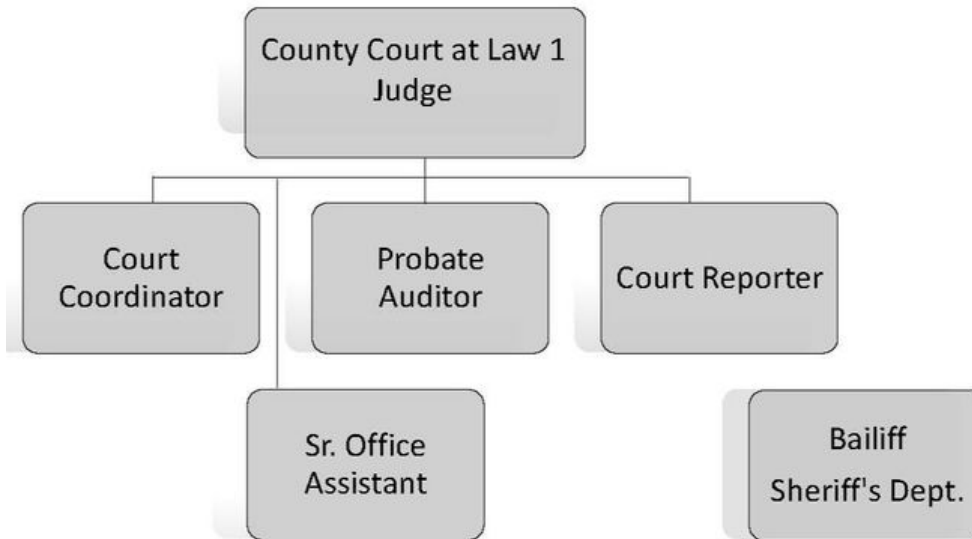 County Court at Law 1
Judge
Court
Coordinator
Probate
Auditor
Court Reporter
Sr. Office
Assistant
Bailiff
Sheriff's Dept.